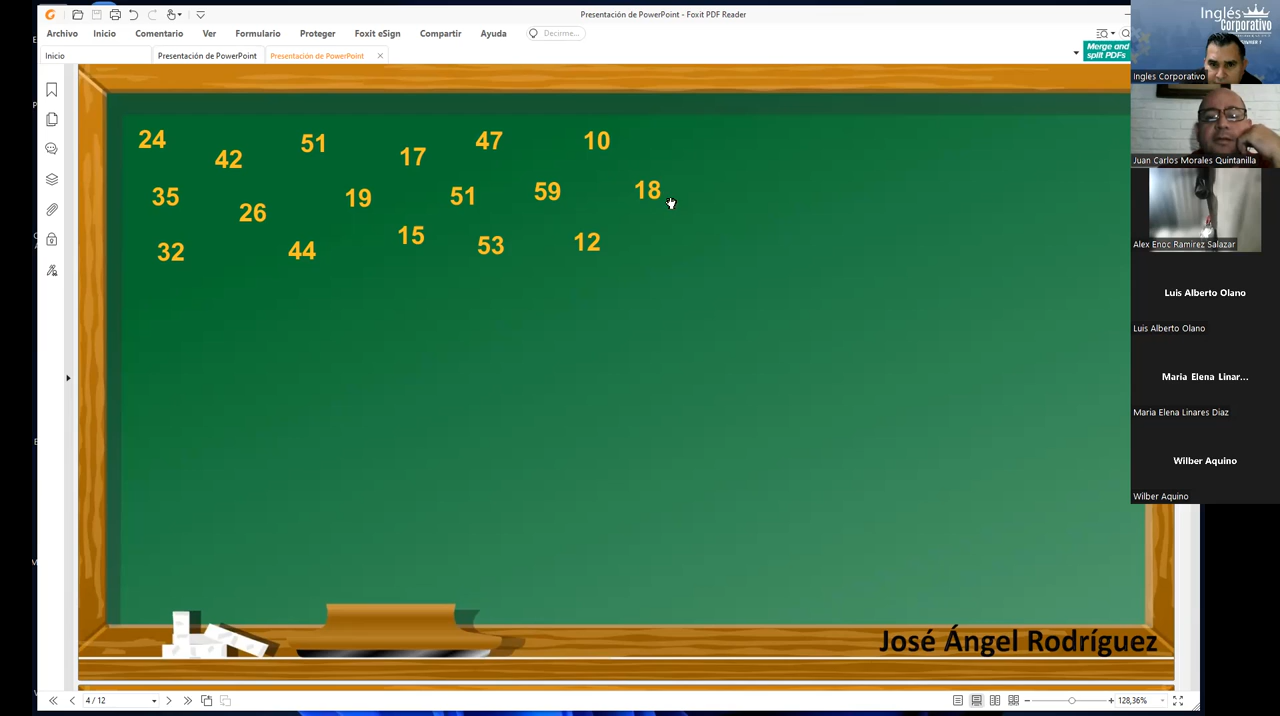 Presentación de PowerPoint - Foxit PDF Reader
Archivo Inicio Comentario Ver Formulario Proteger Foxit eSign Compartir Ayuda Decirme...
Merge and
split PDFs
Inicio Presentación de PowerPoint Presentación de PowerPoint
24 42 51 17 47 10
35 26 19 51 59 18
32 44 15 53 12
José Ángel Rodríguez
4 / 12
128,36%
Inglés
Corporativo
Ingles Corporativo
Juan Carlos Morales Quintanilla
Alex Enoc Ramirez Salazar
Luis Alberto Olano
Luis Alberto Olano
Maria Elena Linar...
Maria Elena Linares Diaz
Wilber Aquino
Wilber Aquino